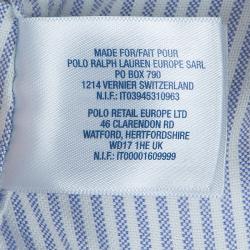 MADE FOR/FAIT POUR
POLO RALPH LAUREN EUROPE SARL
PO BOX 790
1214 VERNIER SWITZERLAND
N.I.F.: IT03945310963
POLO RETAIL EUROPE LTD
46 CLARENDON RD
WATFORD, HERTFORDSHIRE
WD17 1HE UK
N.I.F.: IT00001609999